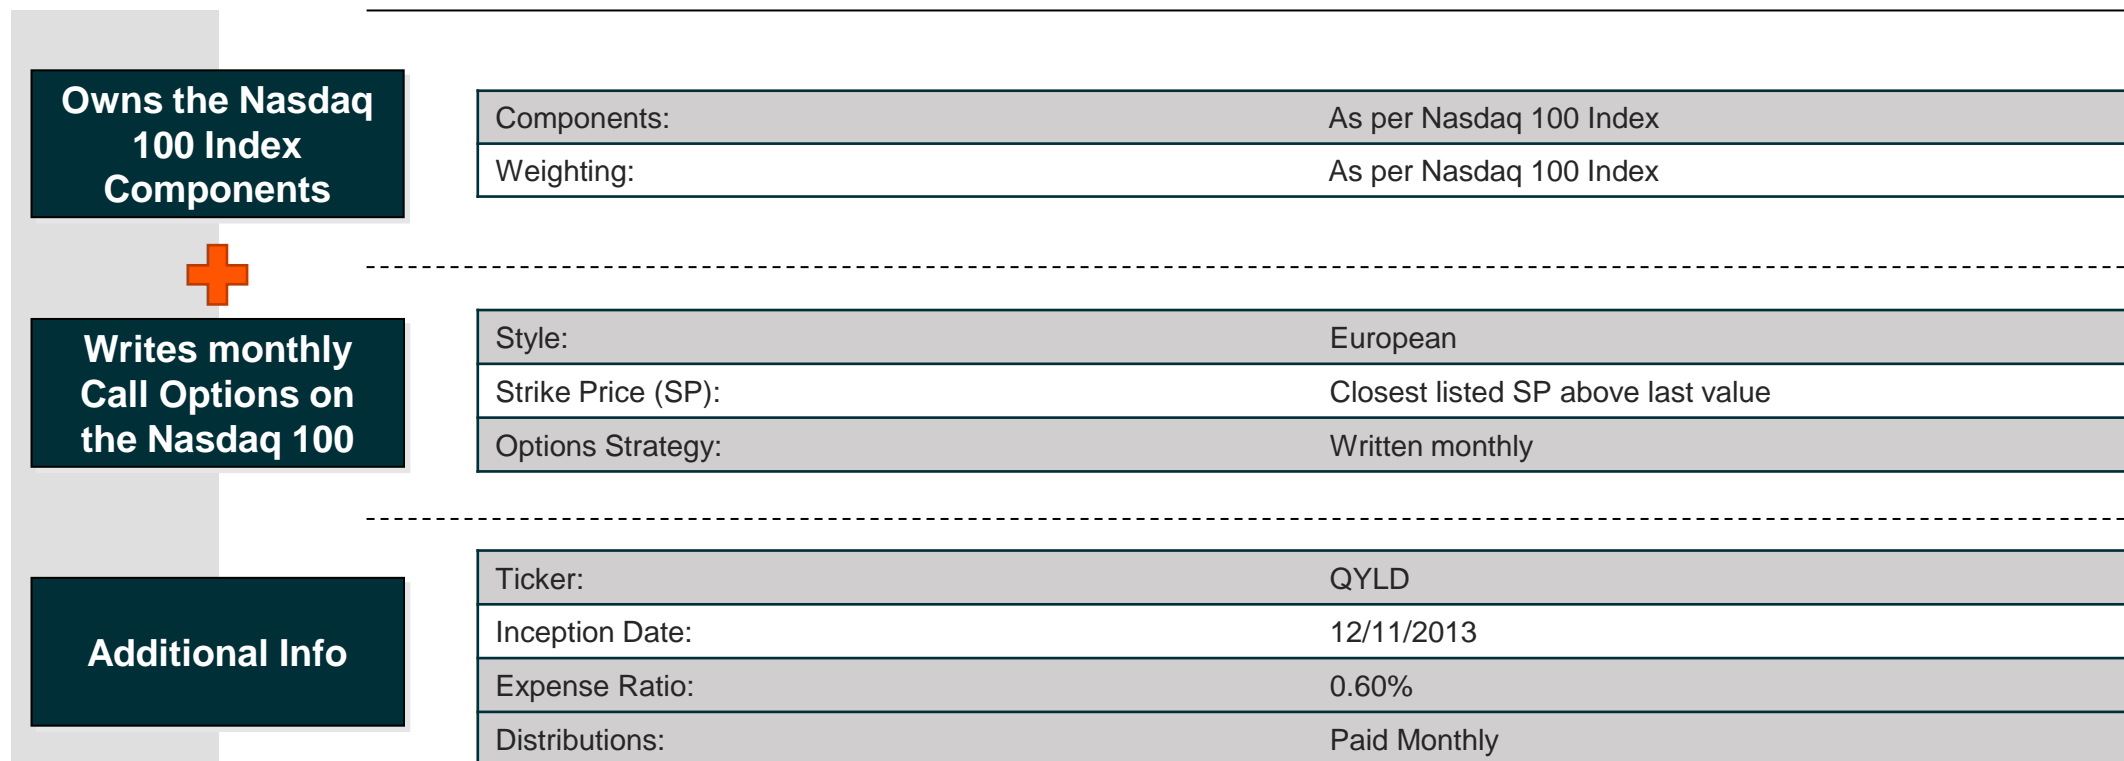 Owns the Nasdaq
100 Index
Components
Components: As per Nasdaq 100 Index
Weighting: As per Nasdaq 100 Index
Writes monthly
Call Options on
the Nasdaq 100
Style: European
Strike Price (SP): Closest listed SP above last value
Options Strategy: Written monthly
Additional Info
Ticker: QYLD
Inception Date: 12/11/2013
Expense Ratio: 0.60%
Distributions: Paid Monthly